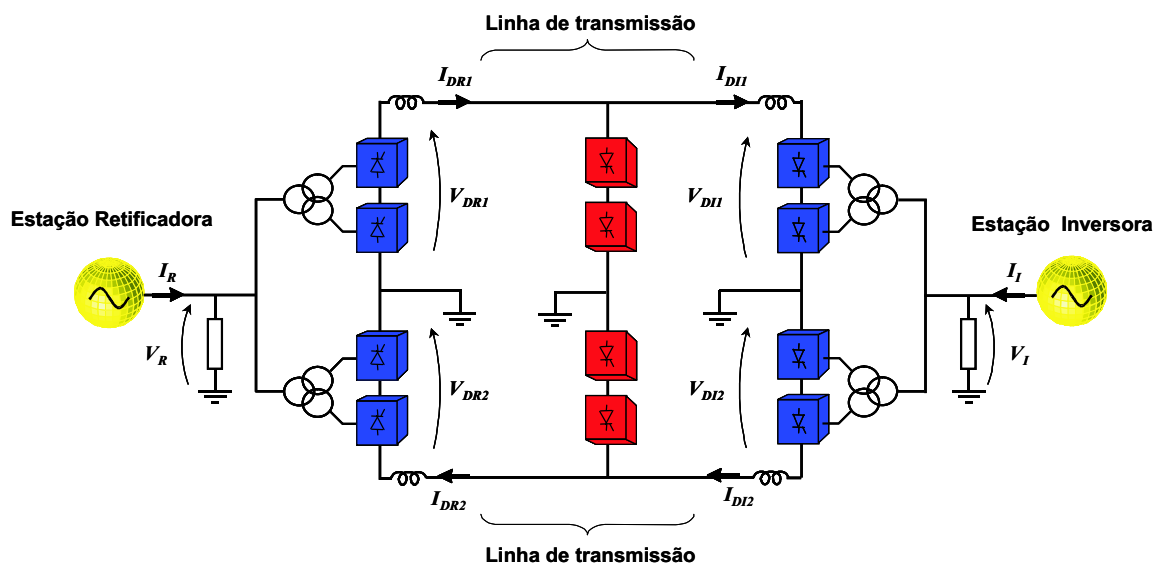 Linha de transmissão
I_DR1
I_DI1
V_DR1
V_DI1
Estação Retificadora
Estação Inversora
I_R
I_I
V_R
V_DR2
V_DI2
V_I
I_DR2
I_DI2
Linha de transmissão